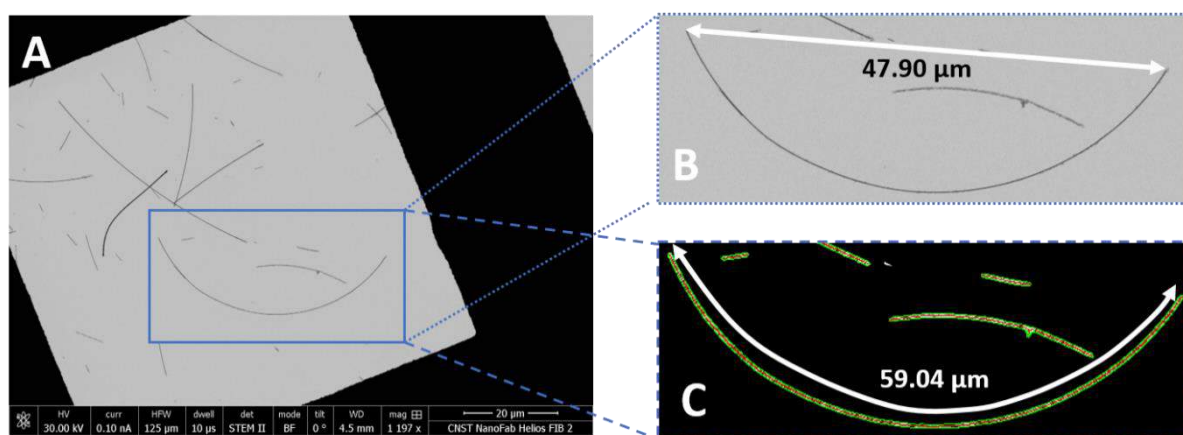 A
47.90 µm
B
59.04 µm
C
HV curr HFW dwell det mode tilt WD mag ⊞
30.00 kV 0.10 nA 125 µm 10 µs STEM II BF 0 ° 4.5 mm 1 197 x
20 µm
CNST NanoFab Helios FIB 2